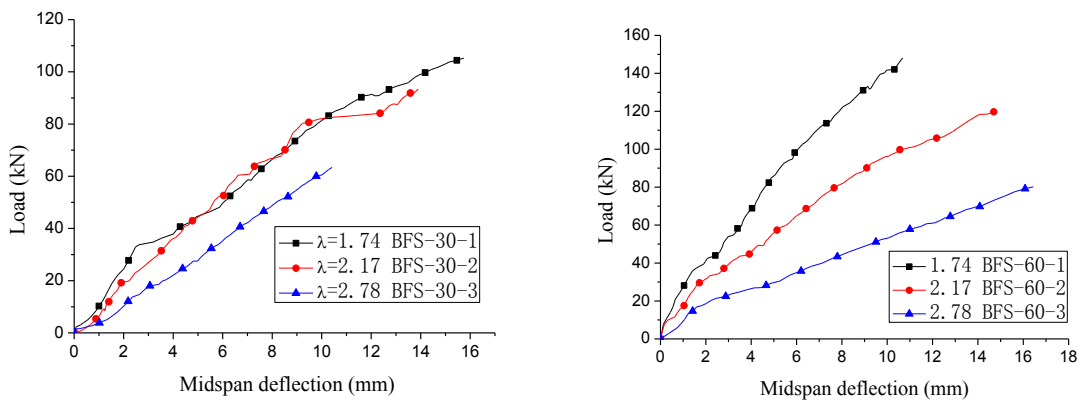 120
100
80
60
40
20
0
Load (kN)
λ=1.74 BFS-30-1
λ=2.17 BFS-30-2
λ=2.78 BFS-30-3
0 2 4 6 8 10 12 14 16
Midspan deflection (mm)
160
140
120
100
80
60
40
20
0
Load (kN)
1.74 BFS-60-1
2.17 BFS-60-2
2.78 BFS-60-3
0 2 4 6 8 10 12 14 16 18
Midspan deflection (mm)